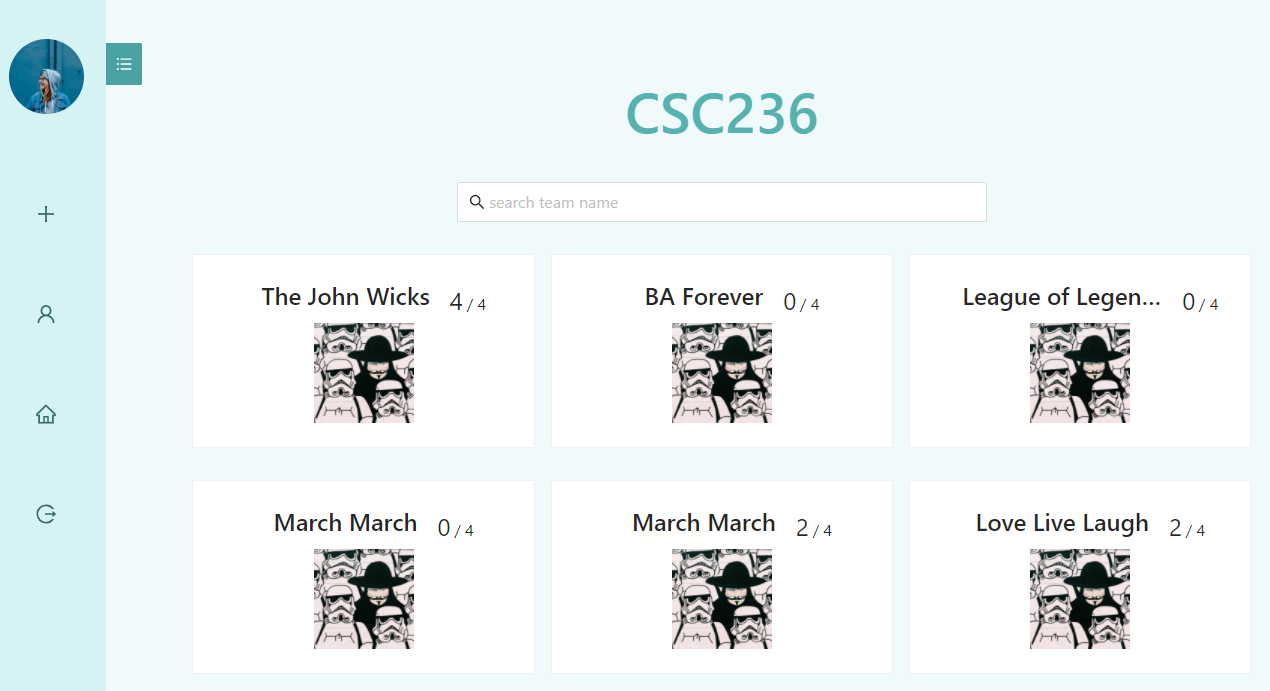 CSC236
search team name
The John Wicks 4 / 4
BA Forever 0 / 4
League of Legen... 0 / 4
March March 0 / 4
March March 2 / 4
Love Live Laugh 2 / 4